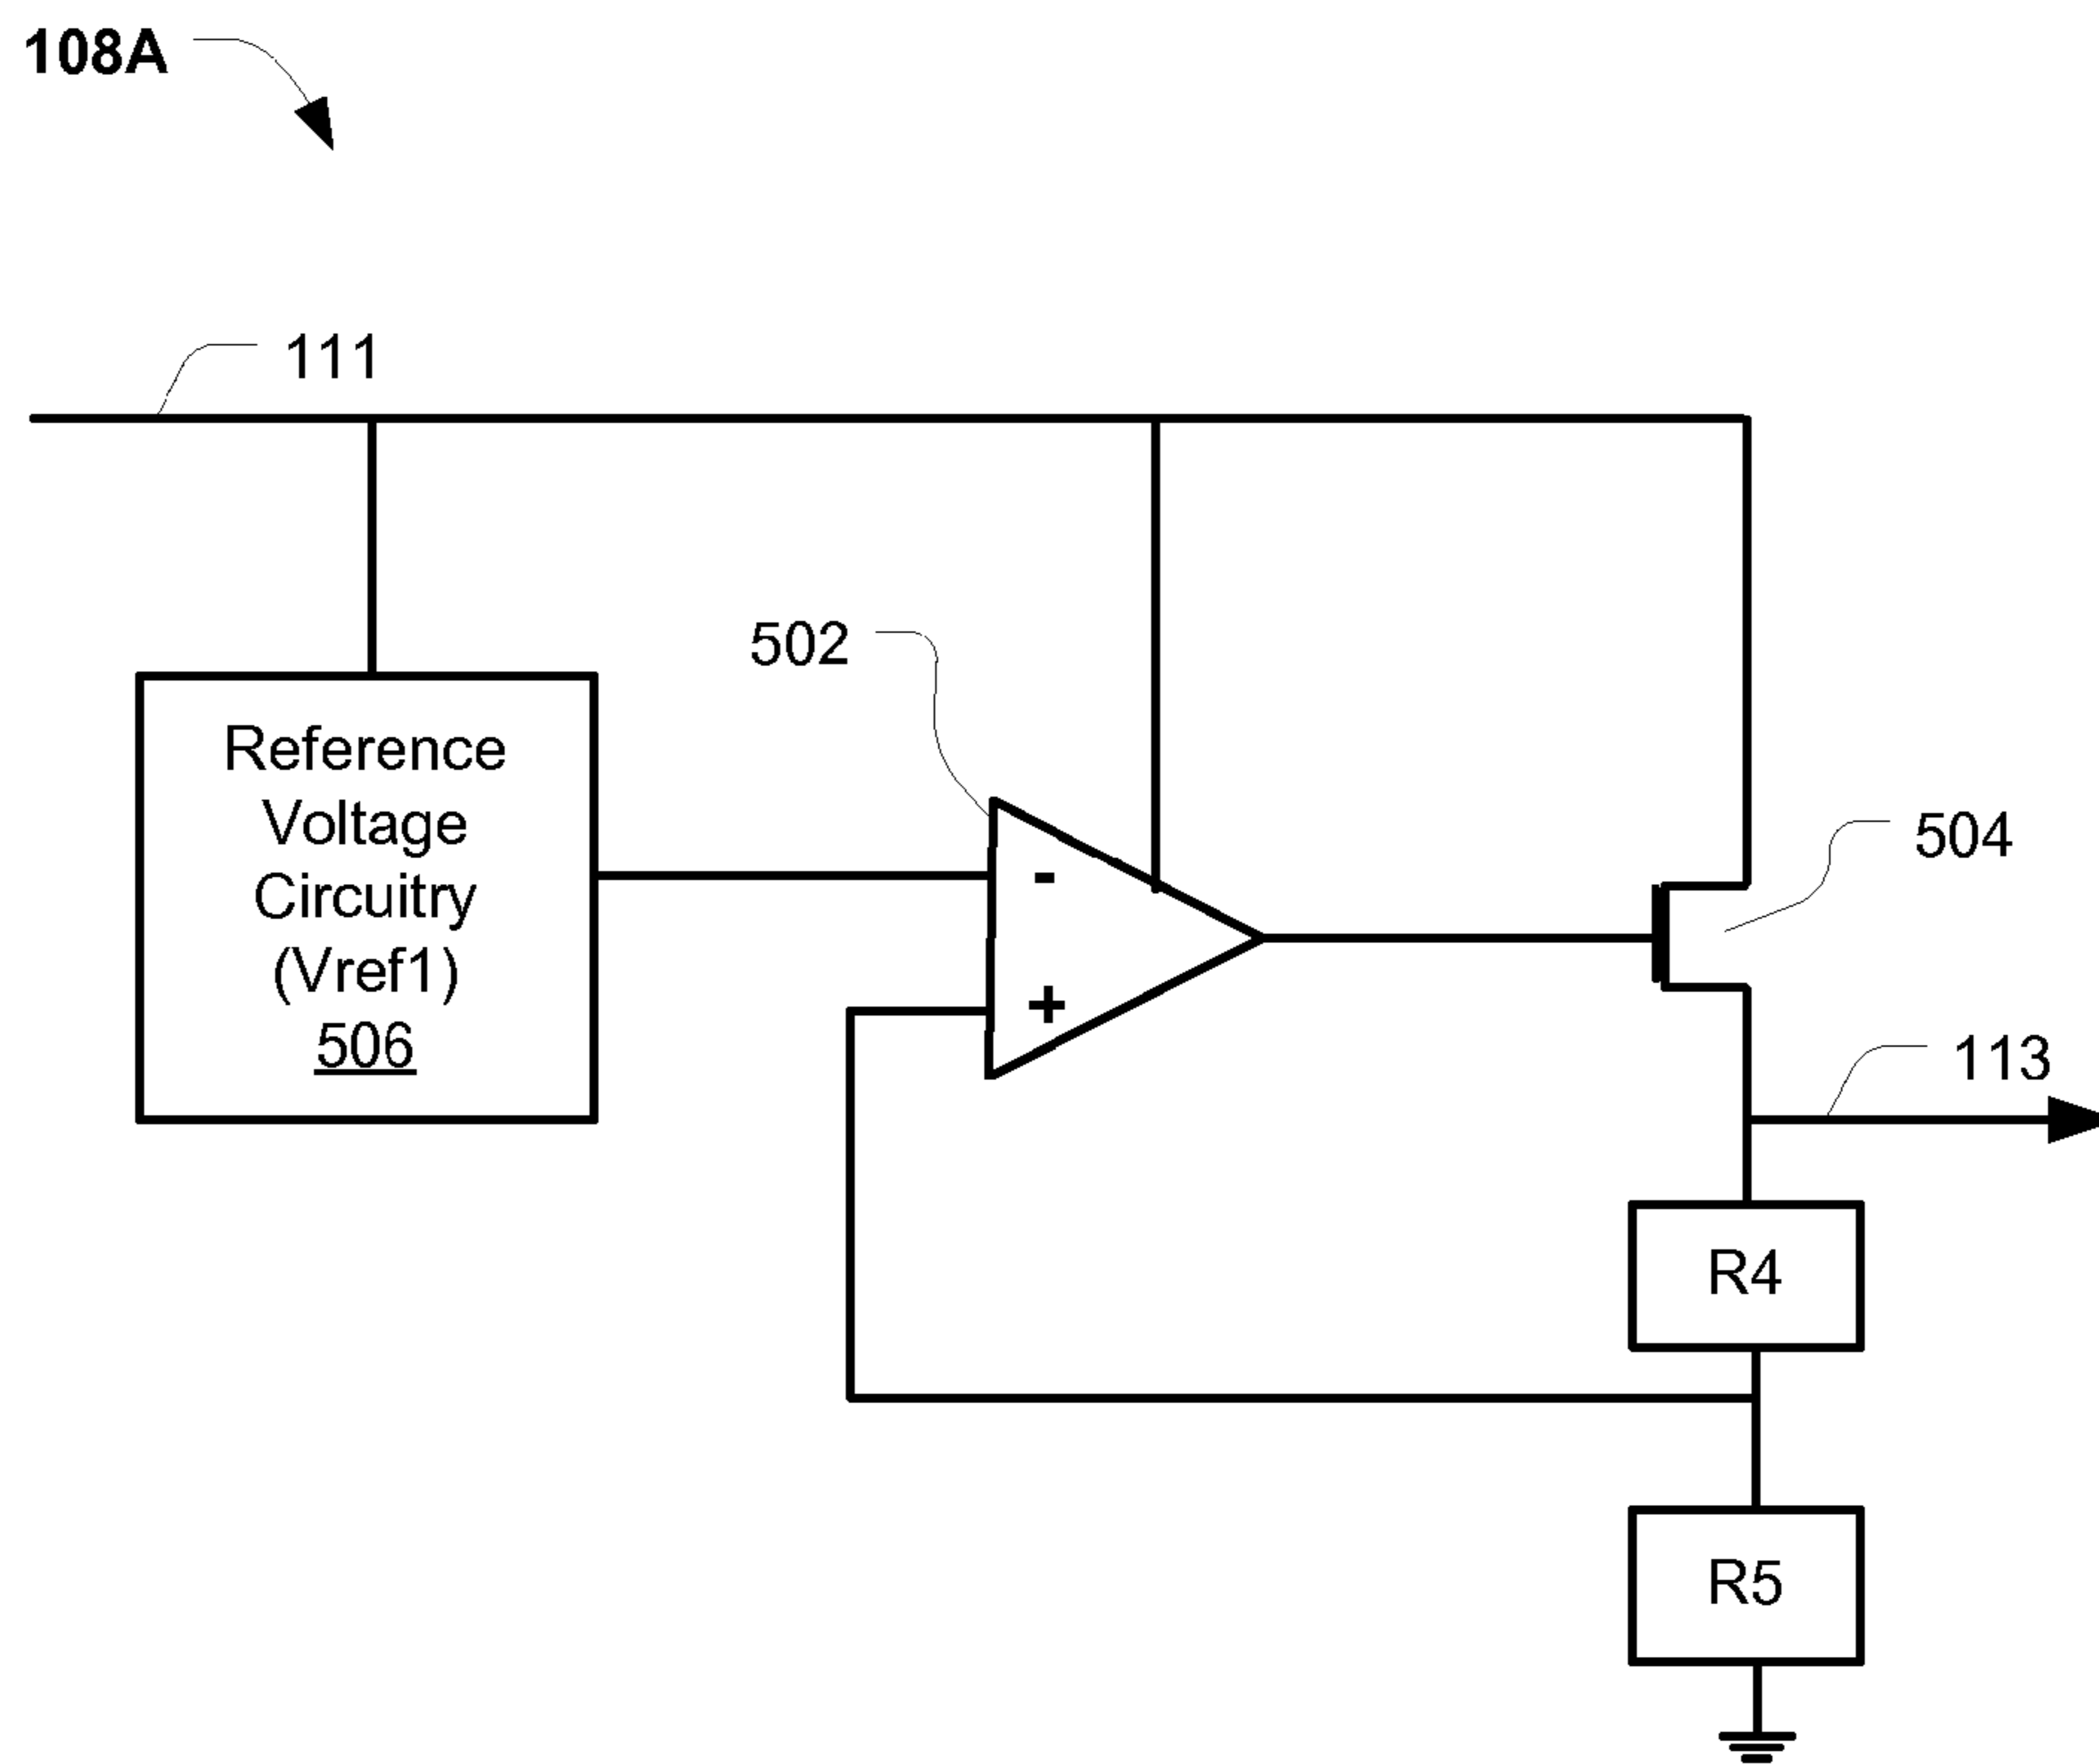 108A
111
502
Reference
Voltage
Circuitry
(Vref1)
506
-
+
504
113
R4
R5